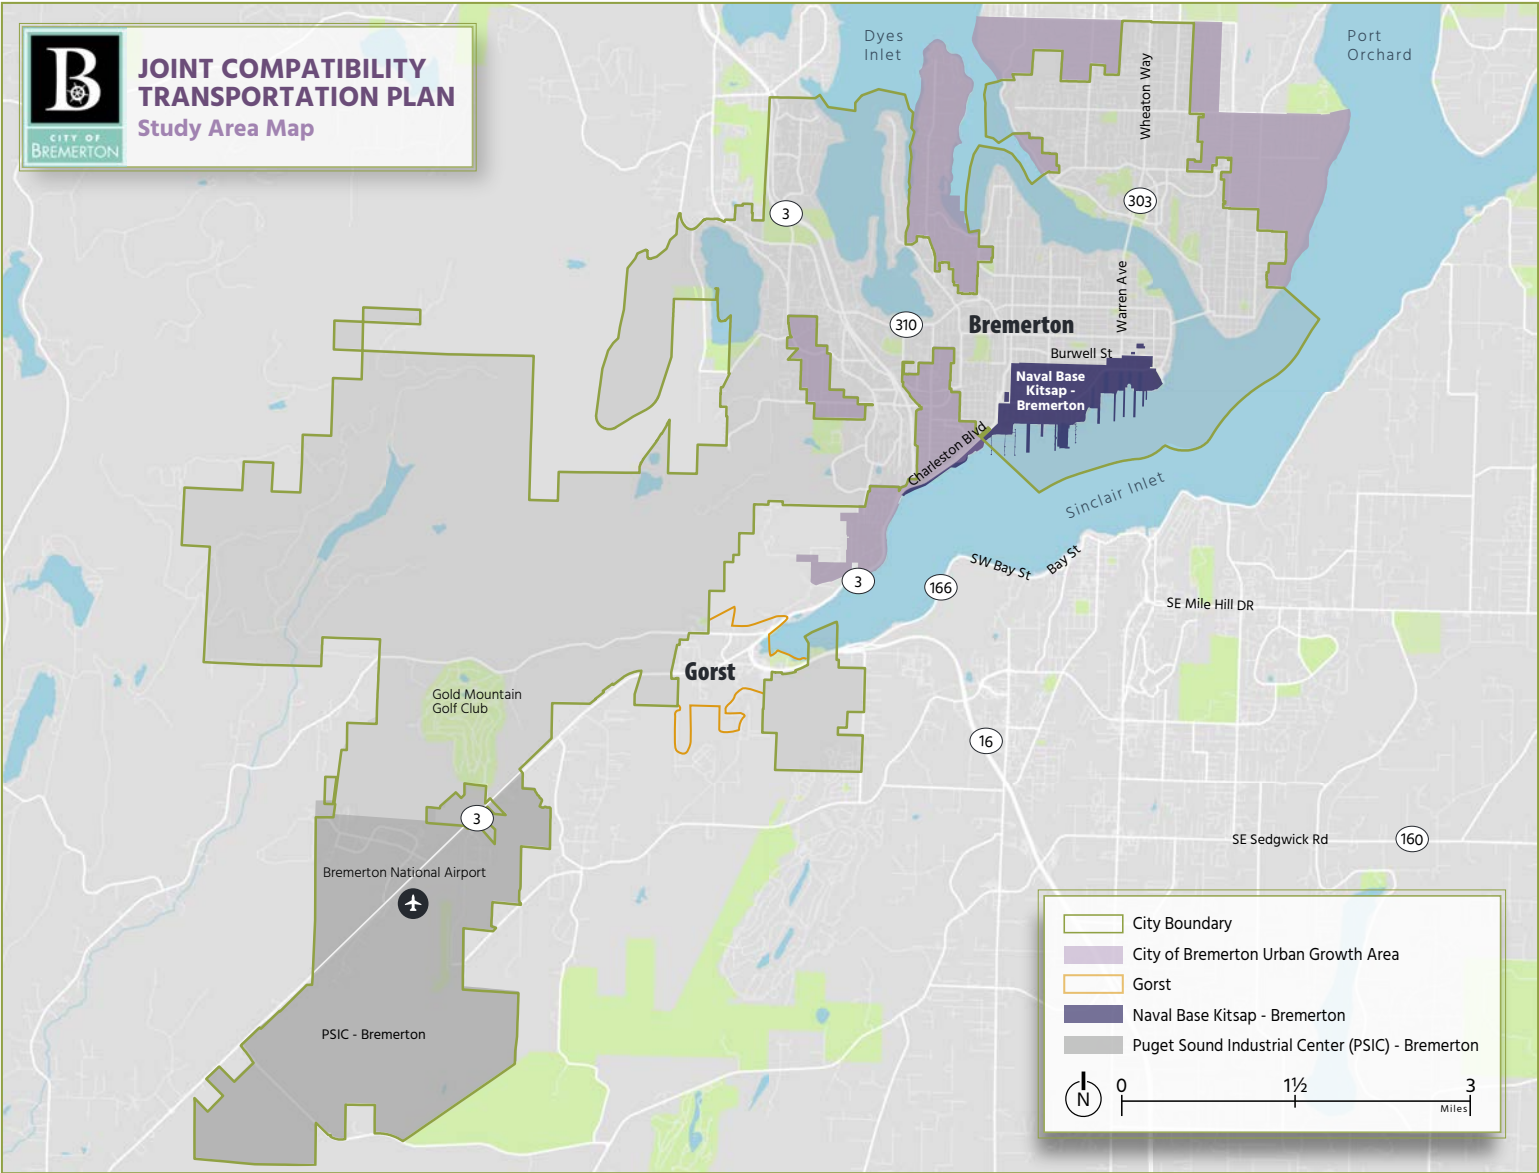 B
CITY OF
BREMERTON
JOINT COMPATIBILITY
TRANSPORTATION PLAN
Study Area Map
Dyes
Inlet
Port
Orchard
Wheaton Way
3
303
Warren Ave
310
Bremerton
Burwell St
Naval Base
Kitsap -
Bremerton
Charleston Blvd
Sinclair Inlet
3
166
SW Bay St
Bay St
SE Mile Hill DR
Gorst
Gold Mountain
Golf Club
16
3
SE Sedgwick Rd
160
Bremerton National Airport
PSIC - Bremerton
City Boundary
City of Bremerton Urban Growth Area
Gorst
Naval Base Kitsap - Bremerton
Puget Sound Industrial Center (PSIC) - Bremerton
N
0
1½
3
Miles